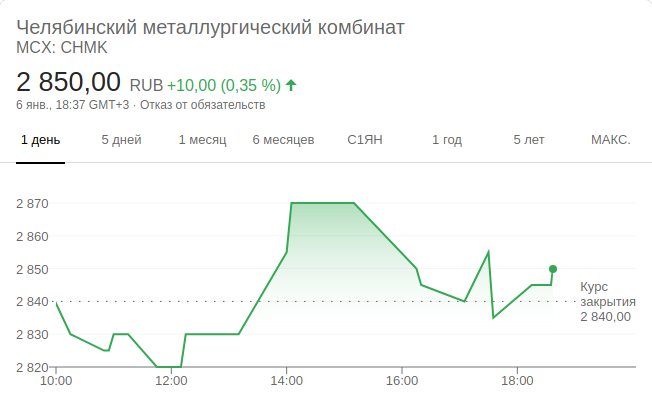 Челябинский металлургический комбинат
MCX: CHMK
2 850,00 RUB +10,00 (0,35 %)
6 янв., 18:37 GMT+3 · Отказ от обязательств
1 день 5 дней 1 месяц 6 месяцев С1ЯН 1 год 5 лет МАКС.
2 870
2 860
2 850
2 840
2 830
2 820
Курс
закрытия
2 840,00
10:00 12:00 14:00 16:00 18:00